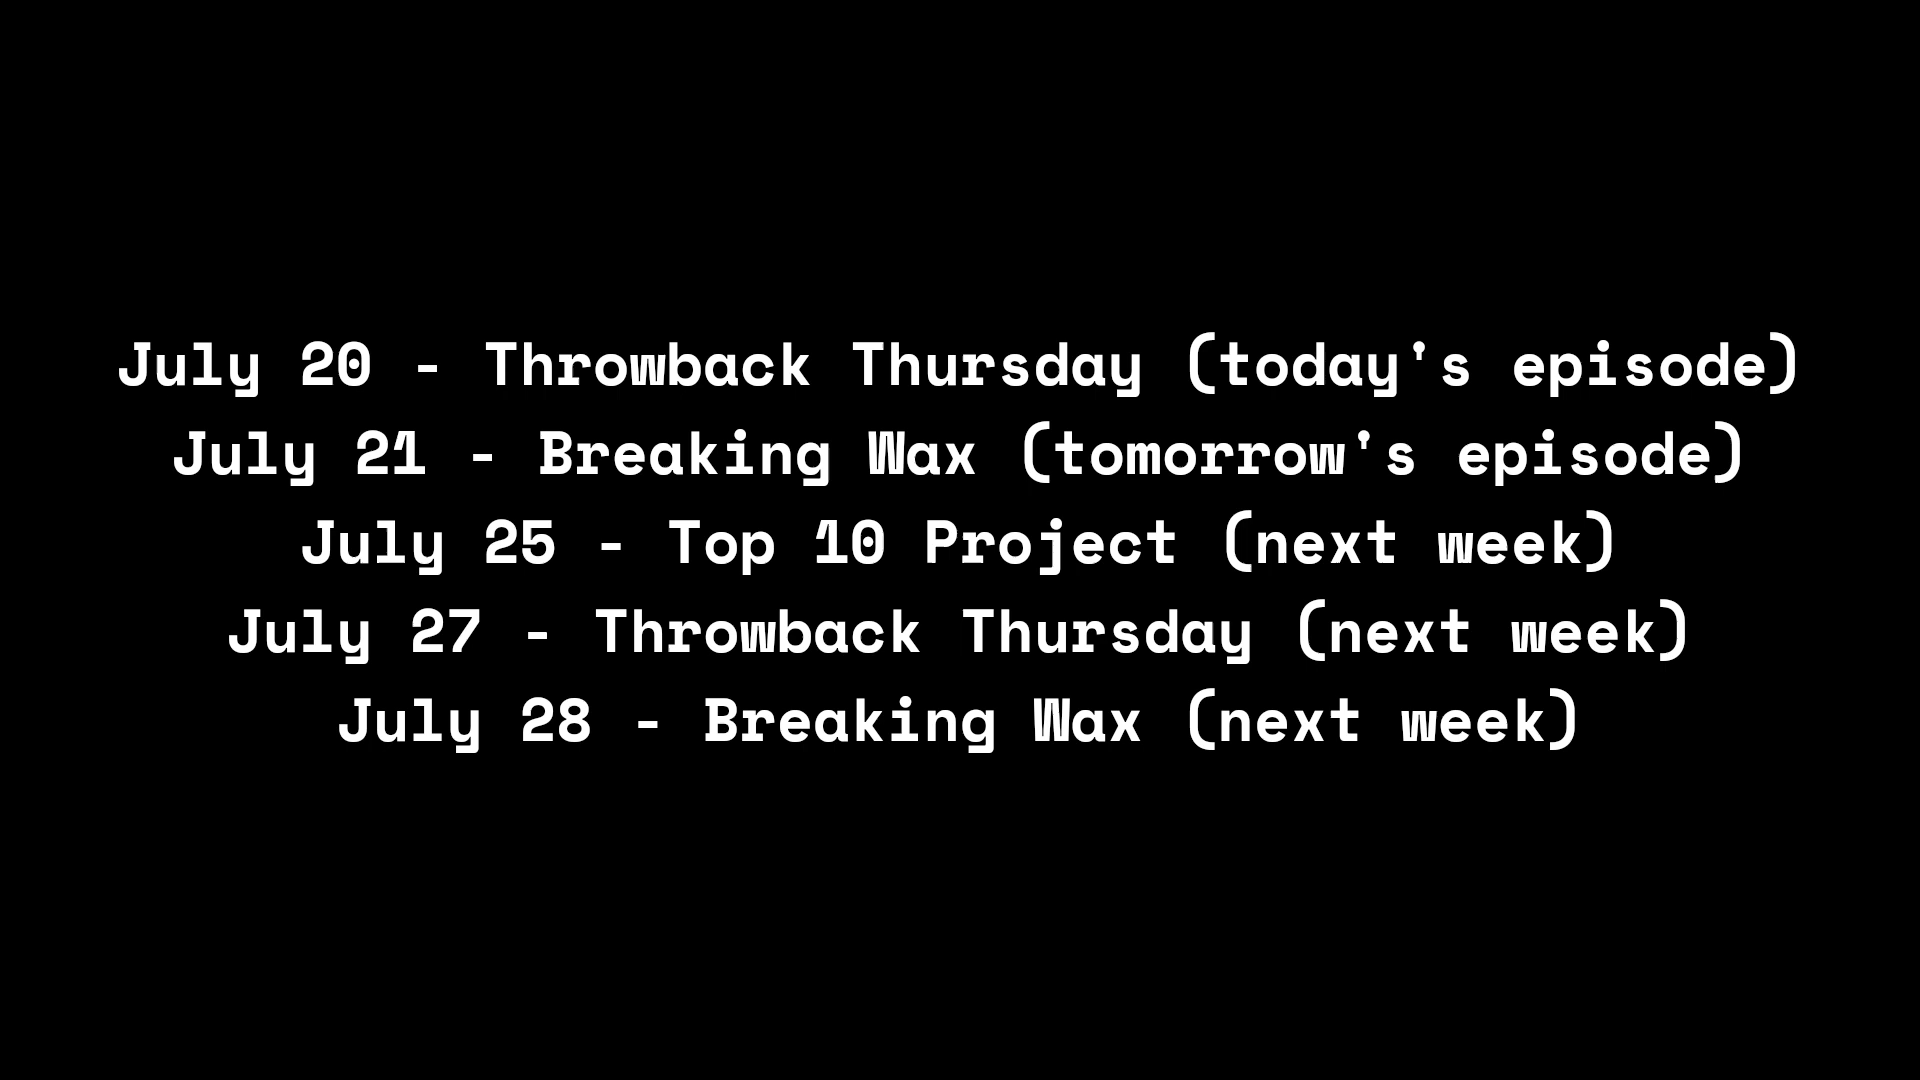 July 20 - Throwback Thursday (today's episode)
July 21 - Breaking Wax (tomorrow's episode)
July 25 - Top 10 Project (next week)
July 27 - Throwback Thursday (next week)
July 28 - Breaking Wax (next week)